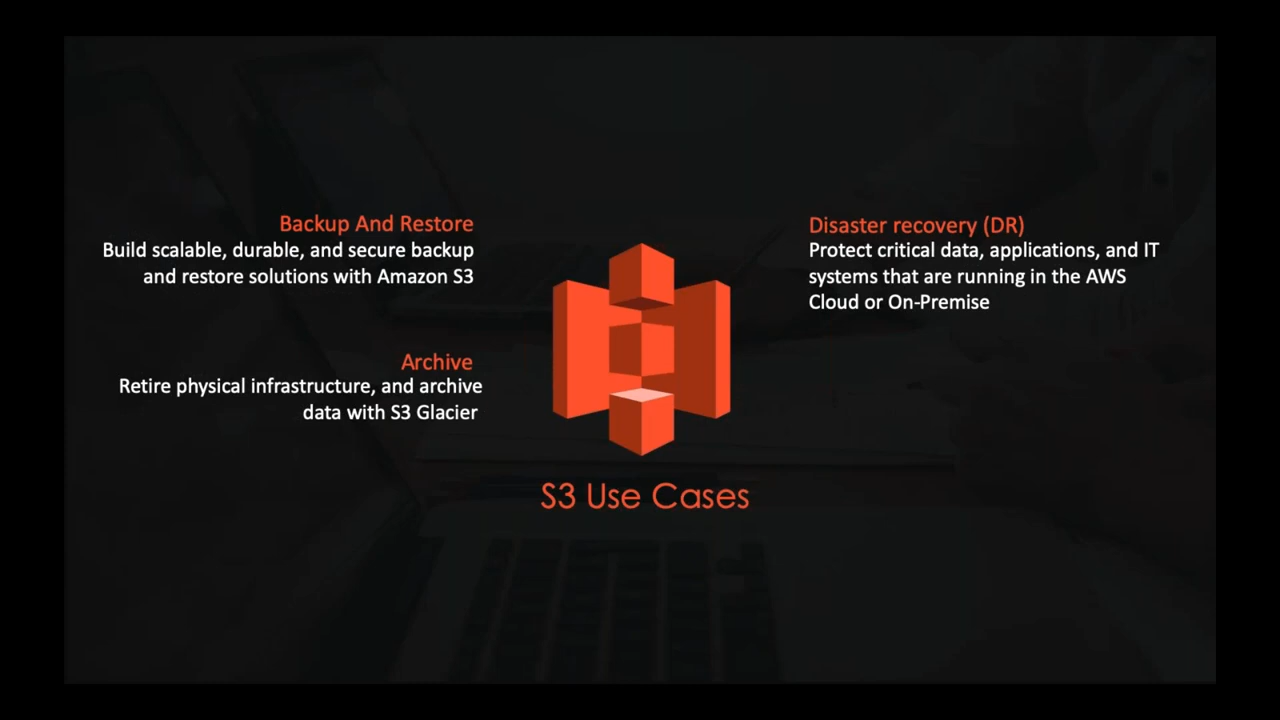 Backup And Restore
Build scalable, durable, and secure backup
and restore solutions with Amazon S3
Archive
Retire physical infrastructure, and archive
data with S3 Glacier
Disaster recovery (DR)
Protect critical data, applications, and IT
systems that are running in the AWS
Cloud or On-Premise
S3 Use Cases